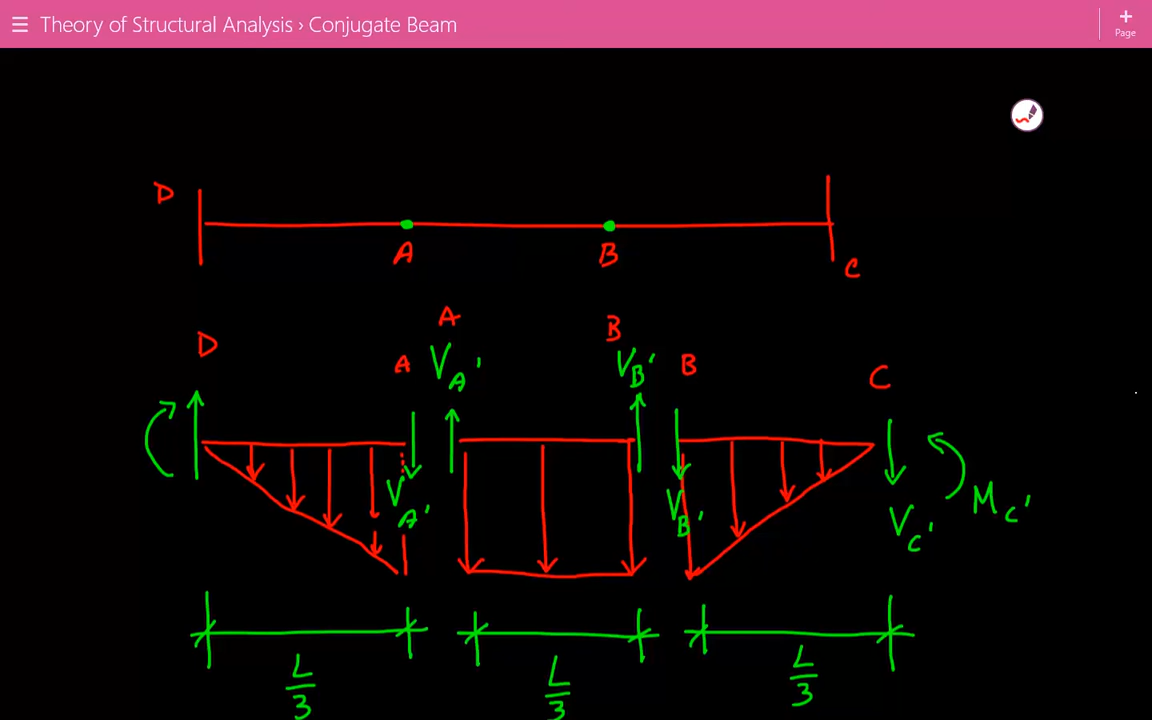 Theory of Structural Analysis › Conjugate Beam
+
Page
D
A
B
C
A
B
D
A
V_A'
V_B'
B
C
V_A'
V_B'
V_C'
M_C'
L/3
L/3
L/3